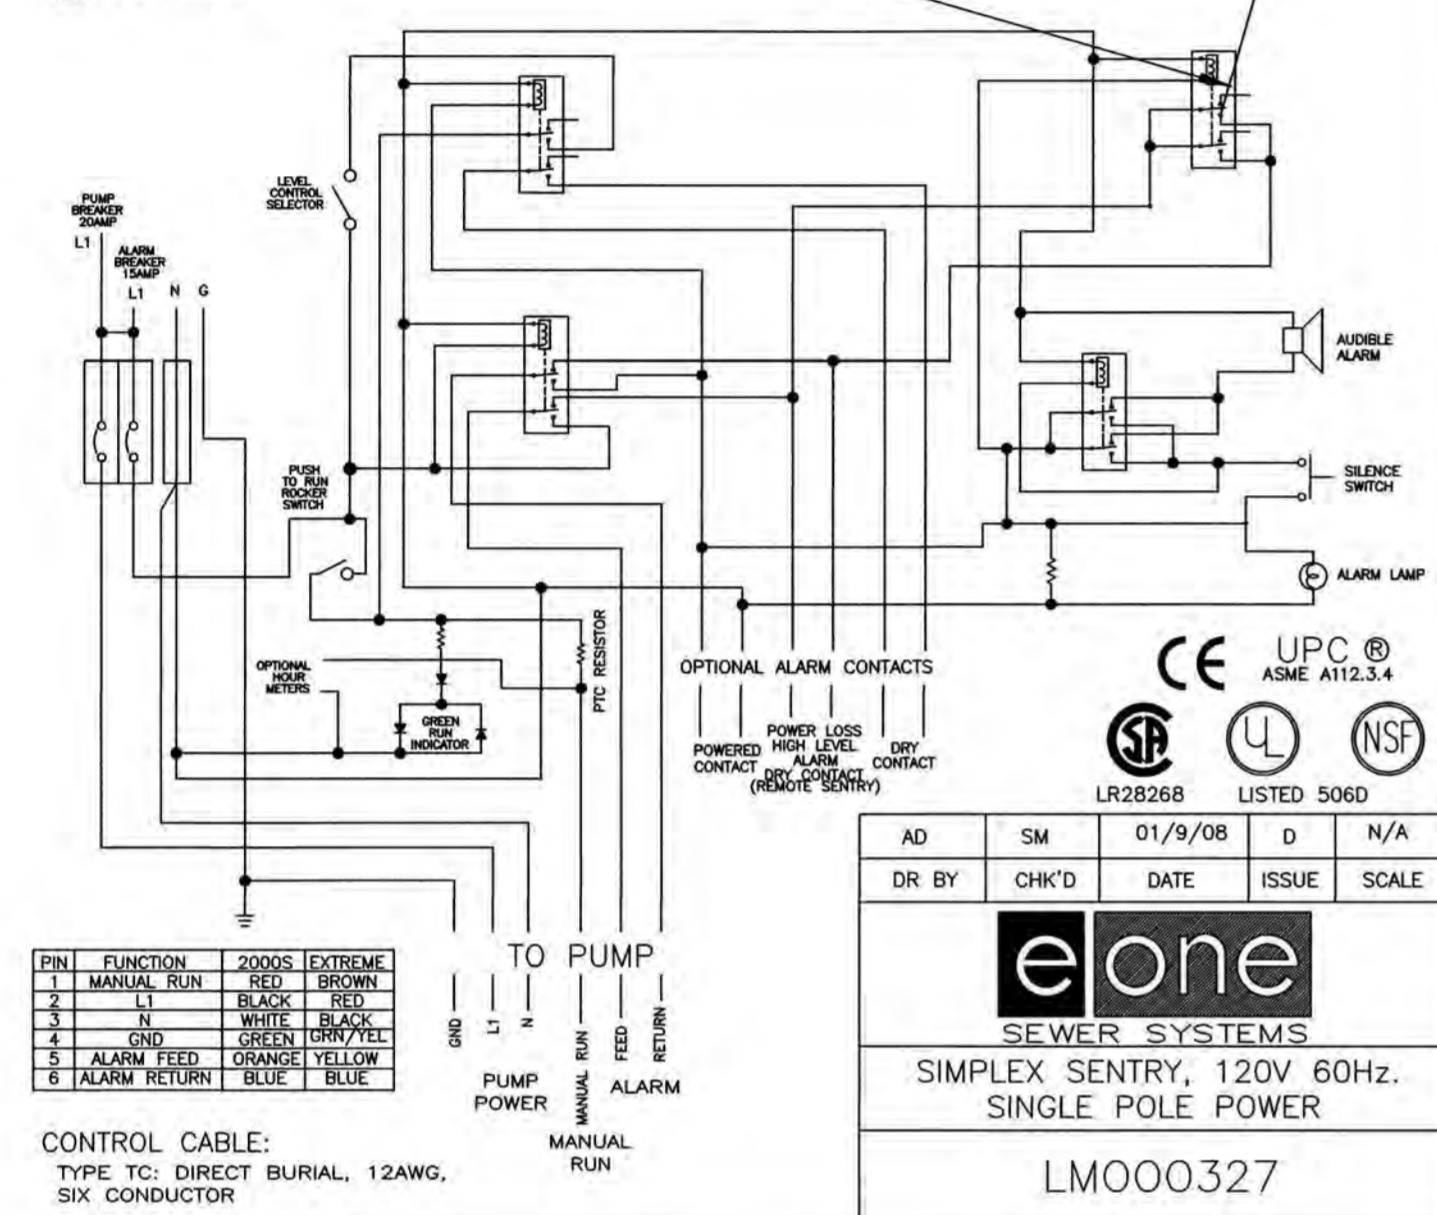 LEVEL
CONTROL
SELECTOR
PUMP
BREAKER
20AMP
L1
ALARM
BREAKER
15AMP
L1
N
G
AUDIBLE
ALARM
PUSH
TO RUN
ROCKER
SWITCH
SILENCE
SWITCH
ALARM LAMP
PTC RESISTOR
OPTIONAL
HOUR
METERS
GREEN
RUN
INDICATOR
OPTIONAL ALARM CONTACTS
POWERED
CONTACT
POWER LOSS
HIGH LEVEL
ALARM
DRY CONTACT
(REMOTE SENTRY)
DRY
CONTACT
CE
UPC ®
ASME A112.3.4
SA
UL
NSF
LR28268
LISTED 506D
AD SM 01/9/08 D N/A
DR BY CHK'D DATE ISSUE SCALE
e one
SEWER SYSTEMS
SIMPLEX SENTRY, 120V 60Hz.
SINGLE POLE POWER
LM000327
TO PUMP
GND
L1
N
MANUAL RUN
FEED
RETURN
PUMP
POWER
ALARM
MANUAL
RUN
PIN FUNCTION 2000S EXTREME
1 MANUAL RUN RED BROWN
2 L1 BLACK RED
3 N WHITE BLACK
4 GND GREEN GRN/YEL
5 ALARM FEED ORANGE YELLOW
6 ALARM RETURN BLUE BLUE
CONTROL CABLE:
TYPE TC: DIRECT BURIAL, 12AWG,
SIX CONDUCTOR